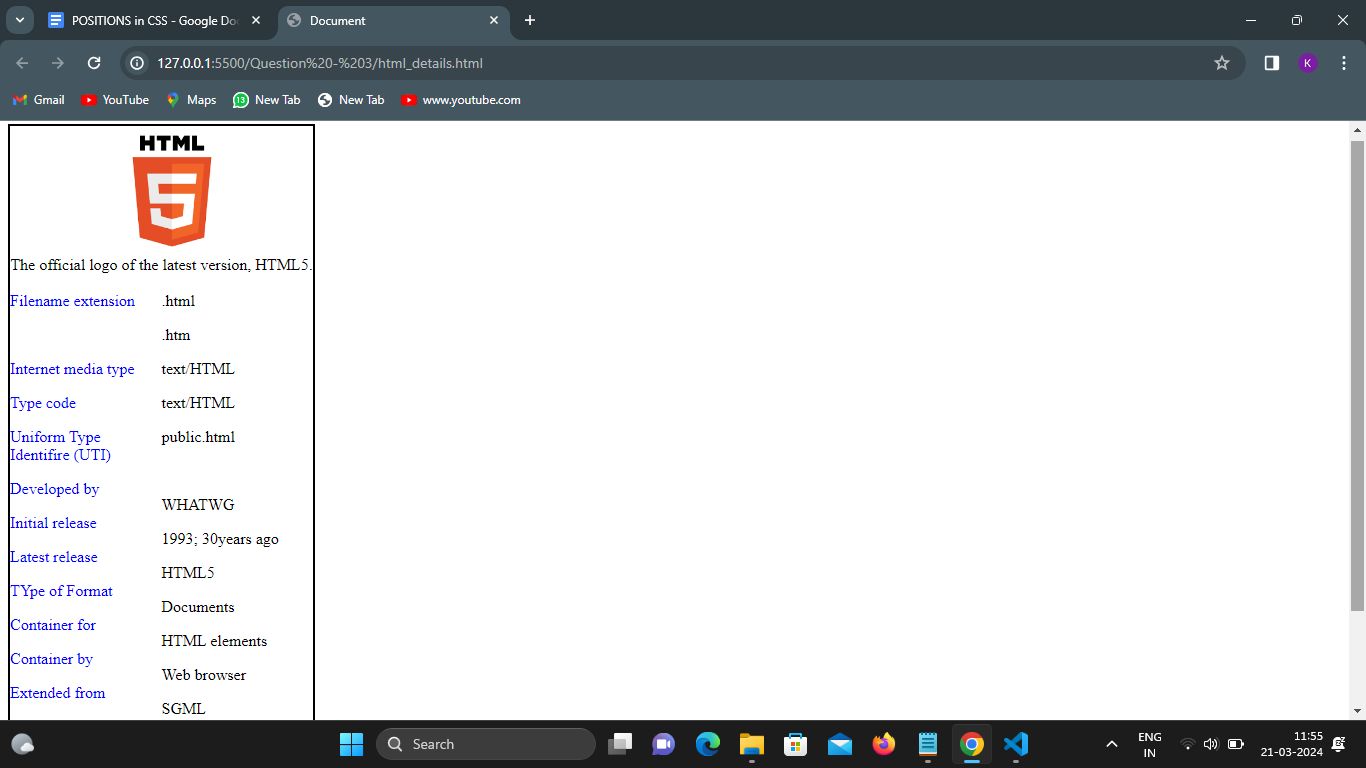 POSITIONS in CSS - Google Do
Document
127.0.0.1:5500/Question%20-%203/html_details.html
K
Gmail
YouTube
Maps
13
New Tab
New Tab
www.youtube.com
HTML
5
The official logo of the latest version, HTML5.
Filename extension .html
.htm
Internet media type text/HTML
Type code text/HTML
Uniform Type public.html
Identifire (UTI)
Developed by
WHATWG
Initial release
1993; 30years ago
Latest release
HTML5
TYpe of Format
Documents
Container for
HTML elements
Container by
Web browser
Extended from
SGML
Search
ENG
IN
11:55
21-03-2024